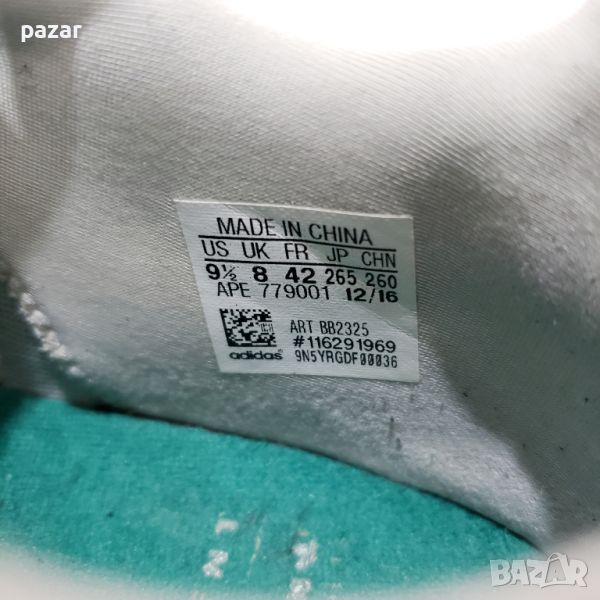 pazar
MADE IN CHINA
US UK FR JP CHN
9½ 8 42 265 260
APE 779001 12/16
ART BB2325
#116291969
adidas® 9N5YRGDF00036
BAZAR